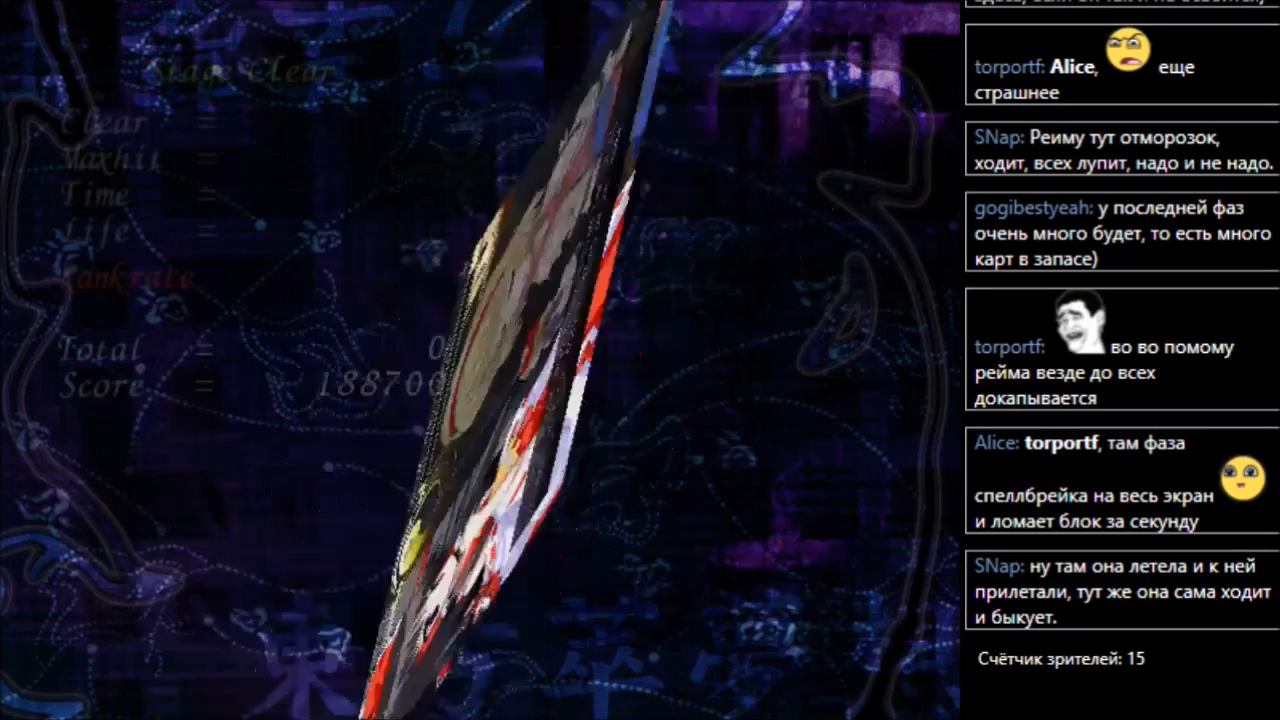 Stage Clear
Clear =
Maxhit =
Time =
Life =
Rankrate
Total = 0
Score = 188700
torportf: Alice, еще
страшнее
SNap: Реиму тут отморозок,
ходит, всех лупит, надо и не надо.
gogibestyeah: у последней фаз
очень много будет, то есть много
карт в запасе)
torportf: во во помому
рейма везде до всех
докапывается
Alice: torportf, там фаза
спеллбрейка на весь экран
и ломает блок за секунду
SNap: ну там она летела и к ней
прилетали, тут же она сама ходит
и быкует.
Счётчик зрителей: 15